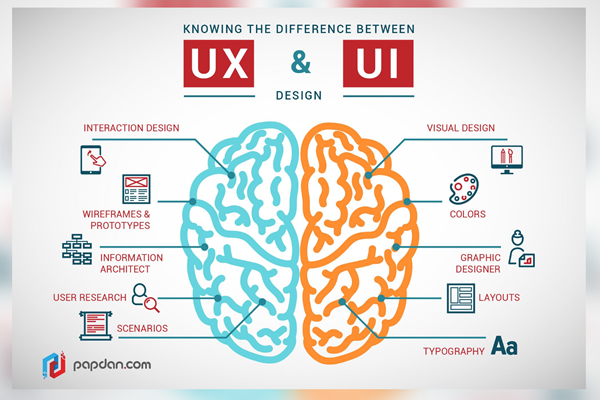 KNOWING THE DIFFERENCE BETWEEN
UX & UI
DESIGN
INTERACTION DESIGN
WIREFRAMES &
PROTOTYPES
INFORMATION
ARCHITECT
USER RESEARCH
SCENARIOS
VISUAL DESIGN
COLORS
GRAPHIC
DESIGNER
LAYOUTS
TYPOGRAPHY Aa
papdan.com